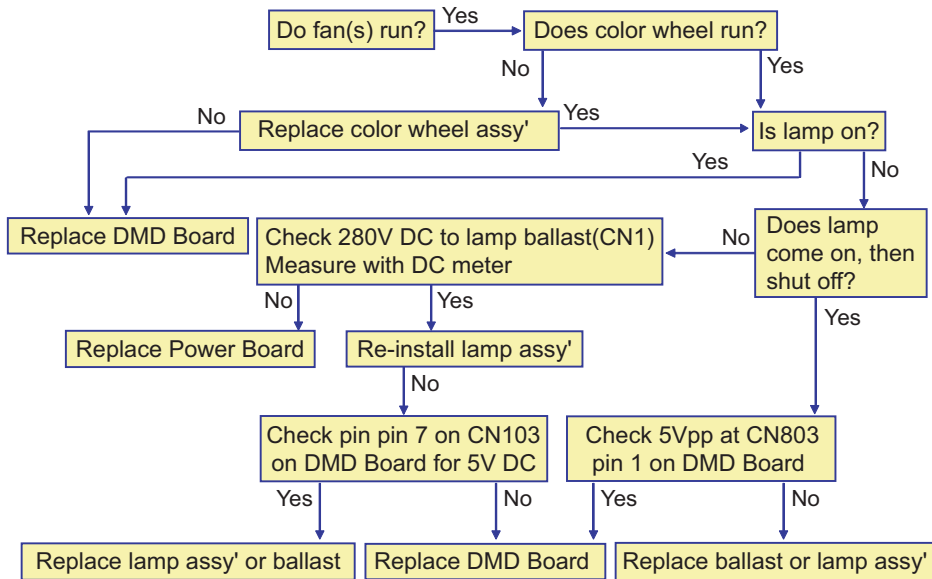 Do fan(s) run?
Yes
Does color wheel run?
No
Yes
No
Replace color wheel assy'
Yes
Is lamp on?
Yes
No
Replace DMD Board
Check 280V DC to lamp ballast(CN1)
Measure with DC meter
No
Does lamp
come on, then
shut off?
No
Yes
Yes
Replace Power Board
Re-install lamp assy'
No
Check pin pin 7 on CN103
on DMD Board for 5V DC
Check 5Vpp at CN803
pin 1 on DMD Board
Yes
No
Yes
No
Replace lamp assy' or ballast
Replace DMD Board
Replace ballast or lamp assy'